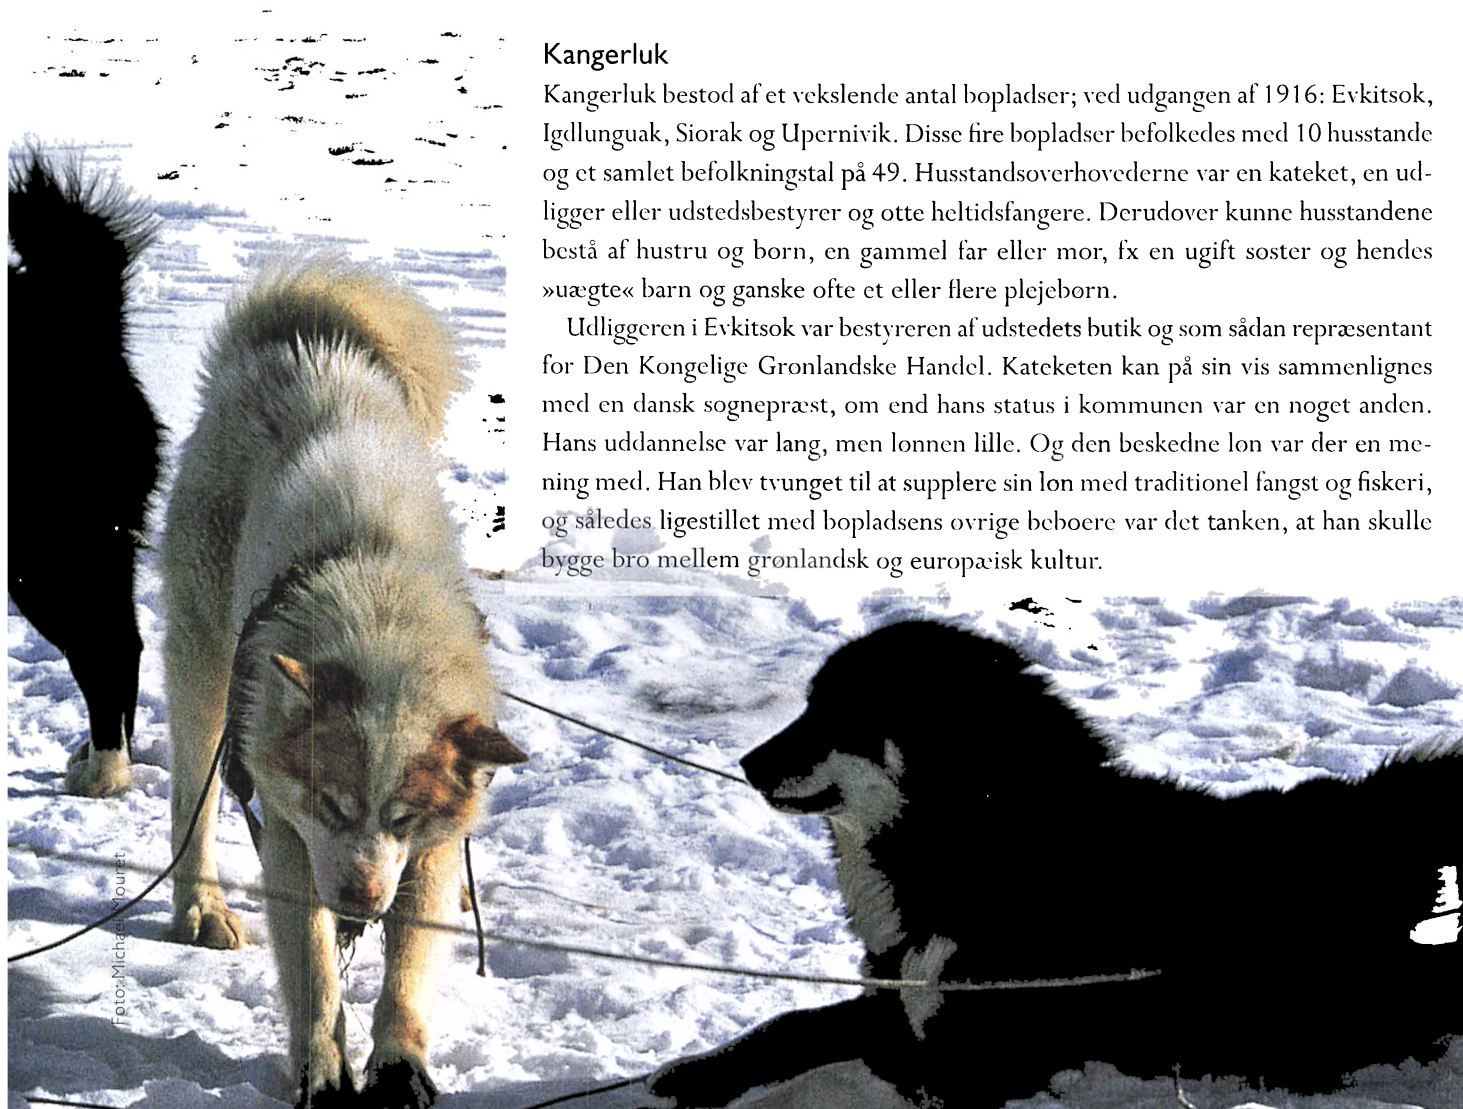 Kangerluk
Kangerluk bestod af et vekslende antal bopladser; ved udgangen af 1916: Evkitsok,
Igdlunguak, Siorak og Upernivik. Disse fire bopladser befolkedes med 10 husstande
og et samlet befolkningstal på 49. Husstandsoverhovederne var en kateket, en ud-
ligger eller udstedsbestyrer og otte heltidsfangere. Derudover kunne husstandene
bestå af hustru og børn, en gammel far eller mor, fx en ugift søster og hendes
»uægte« barn og ganske ofte et eller flere plejebørn.
Udliggeren i Evkitsok var bestyreren af udstedets butik og som sådan repræsentant
for Den Kongelige Grønlandske Handel. Kateketen kan på sin vis sammenlignes
med en dansk sognepræst, om end hans status i kommunen var en noget anden.
Hans uddannelse var lang, men lønnen lille. Og den beskedne løn var der en me-
ning med. Han blev tvunget til at supplere sin løn med traditionel fangst og fiskeri,
og således ligestillet med bopladsens øvrige beboere var det tanken, at han skulle
bygge bro mellem grønlandsk og europæisk kultur.
Foto: Michael Mouret